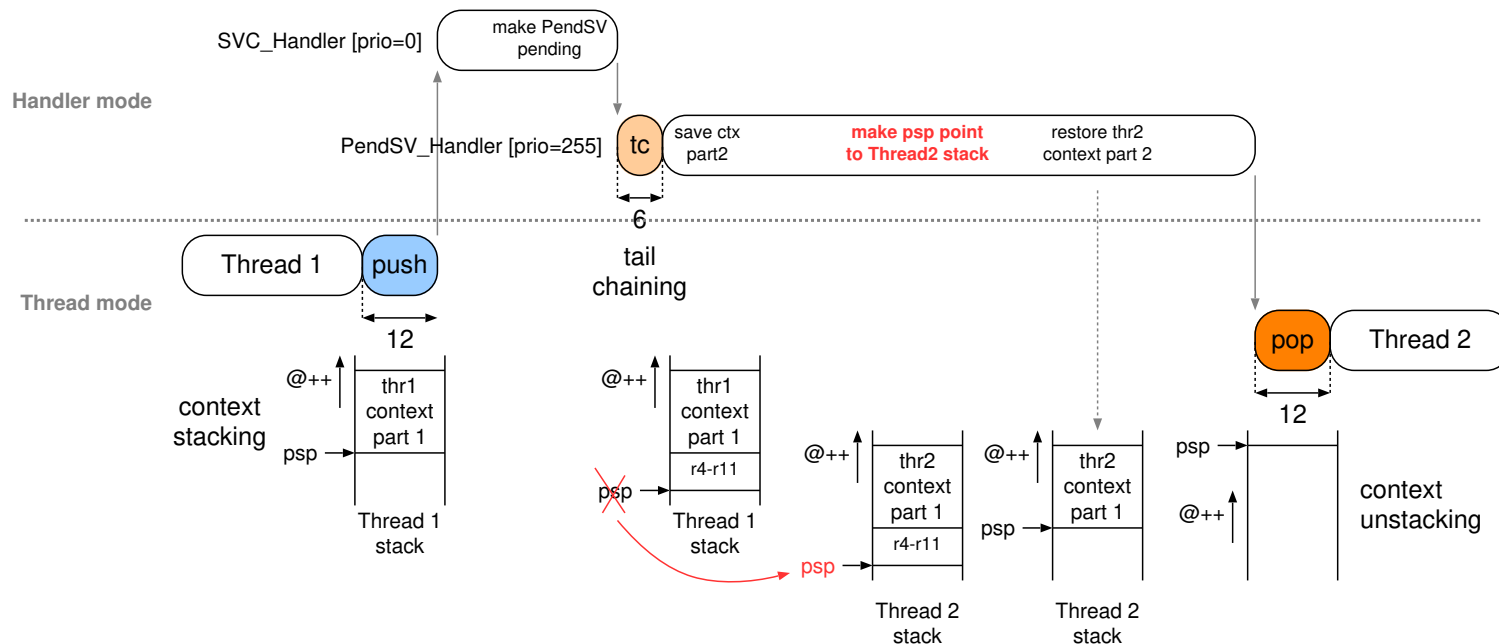 SVC_Handler [prio=0]
make PendSV
pending
Handler mode
PendSV_Handler [prio=255]
tc
save ctx
part2
make psp point
to Thread2 stack
restore thr2
context part 2
6
tail
chaining
Thread mode
Thread 1
push
12
pop
Thread 2
12
context
stacking
@++
thr1
context
part 1
psp
Thread 1
stack
@++
thr1
context
part 1
r4-r11
psp
Thread 1
stack
@++
thr2
context
part 1
r4-r11
psp
Thread 2
stack
@++
thr2
context
part 1
psp
Thread 2
stack
psp
@++
context
unstacking